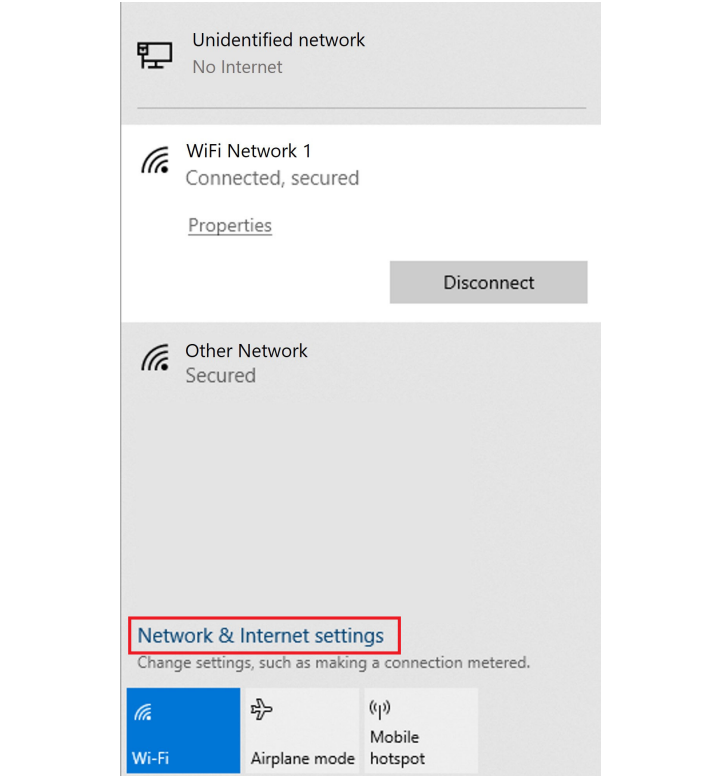 Unidentified network
No Internet
WiFi Network 1
Connected, secured
Properties
Disconnect
Other Network
Secured
Network & Internet settings
Change settings, such as making a connection metered.
Wi-Fi
Airplane mode
Mobile
hotspot